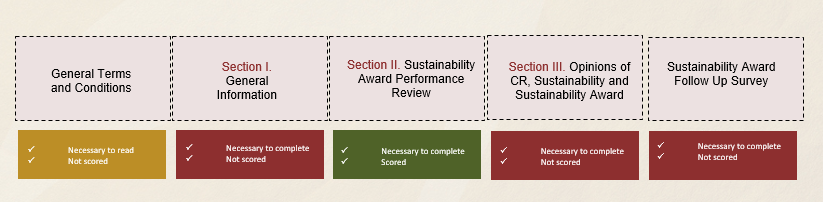 General Terms
and Conditions
Section I.
General
Information
Section II. Sustainability
Award Performance
Review
Section III. Opinions of
CR, Sustainability and
Sustainability Award
Sustainability Award
Follow Up Survey
✓ Necessary to read
✓ Not scored
✓ Necessary to complete
✓ Not scored
✓ Necessary to complete
✓ Scored
✓ Necessary to complete
✓ Not scored
✓ Necessary to complete
✓ Not scored